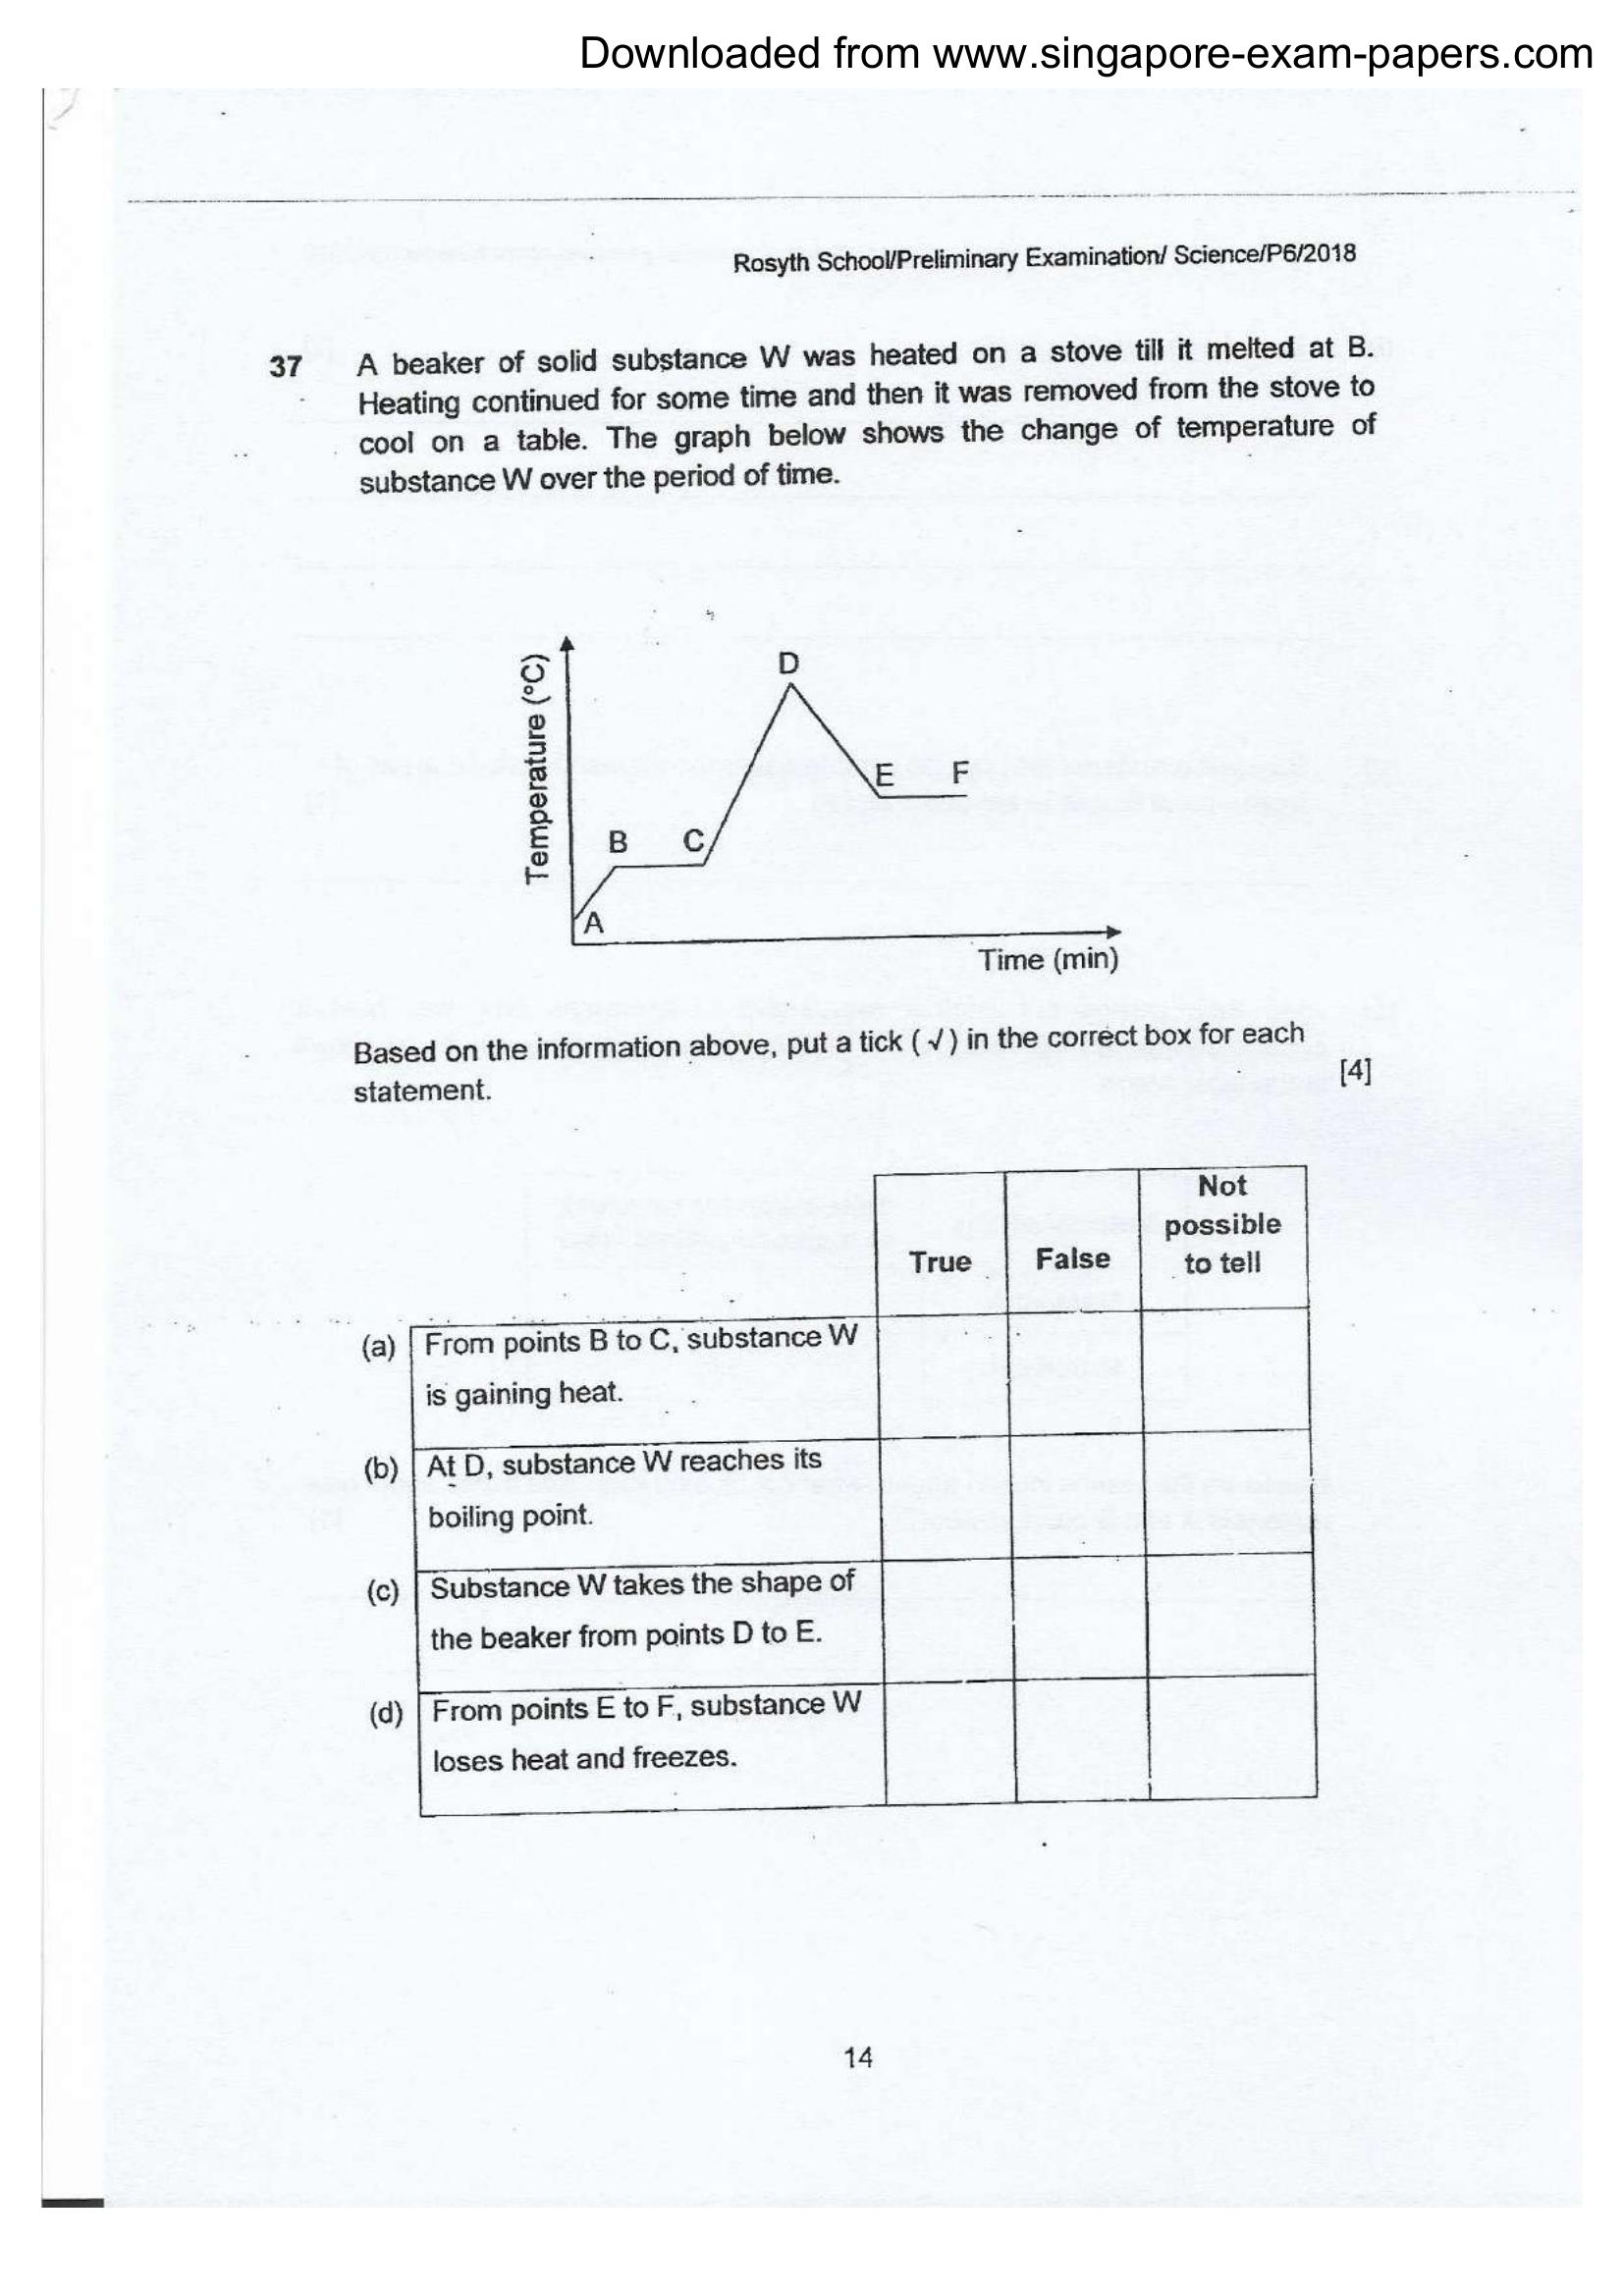 Downloaded from www.singapore-exam-papers.com
Rosyth School/Preliminary Examination/ Science/P6/2018
37 A beaker of solid substance W was heated on a stove till it melted at B.
Heating continued for some time and then it was removed from the stove to
cool on a table. The graph below shows the change of temperature of
substance W over the period of time.
Temperature (°C)
D
E F
B C
A
Time (min)
Based on the information above, put a tick ( √ ) in the correct box for each
statement. [4]
Not
possible
True False to tell
(a) From points B to C, substance W
is gaining heat.
(b) At D, substance W reaches its
boiling point.
(c) Substance W takes the shape of
the beaker from points D to E.
(d) From points E to F, substance W
loses heat and freezes.
14